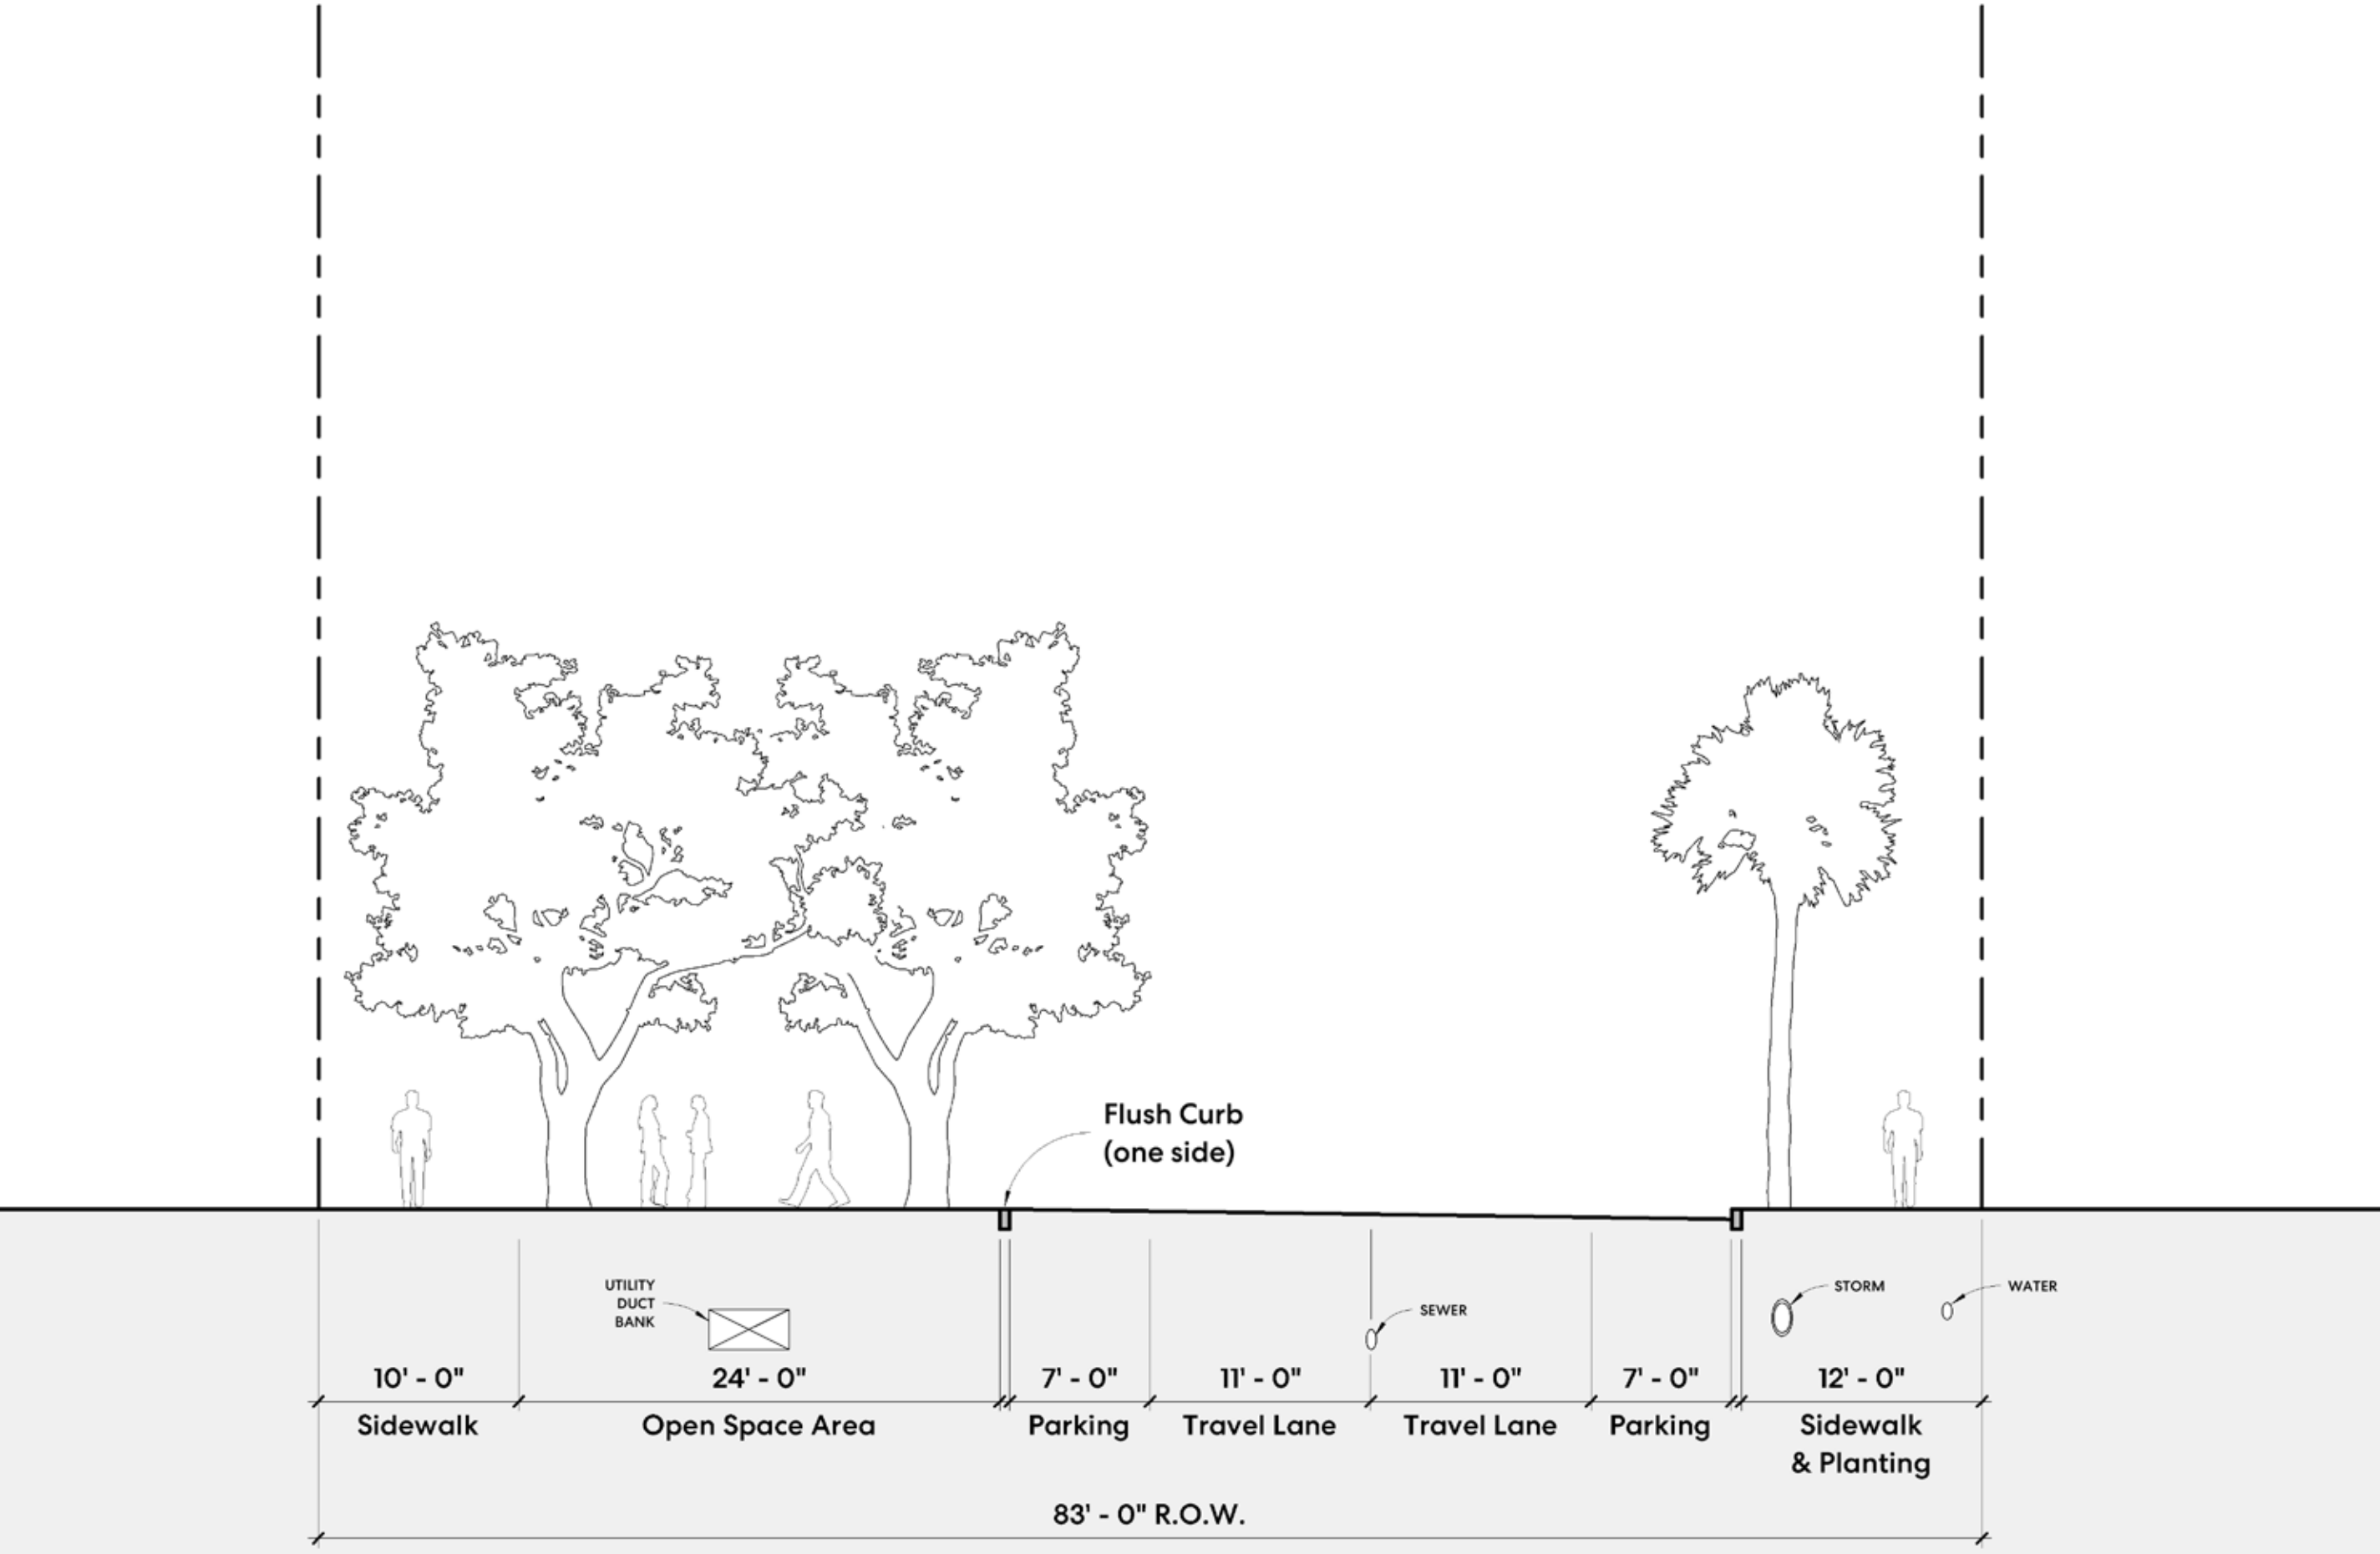 Flush Curb
(one side)
UTILITY
DUCT
BANK
SEWER
STORM
WATER
10' - 0"
24' - 0"
7' - 0"
11' - 0"
11' - 0"
7' - 0"
12' - 0"
Sidewalk
Open Space Area
Parking
Travel Lane
Travel Lane
Parking
Sidewalk
& Planting
83' - 0" R.O.W.